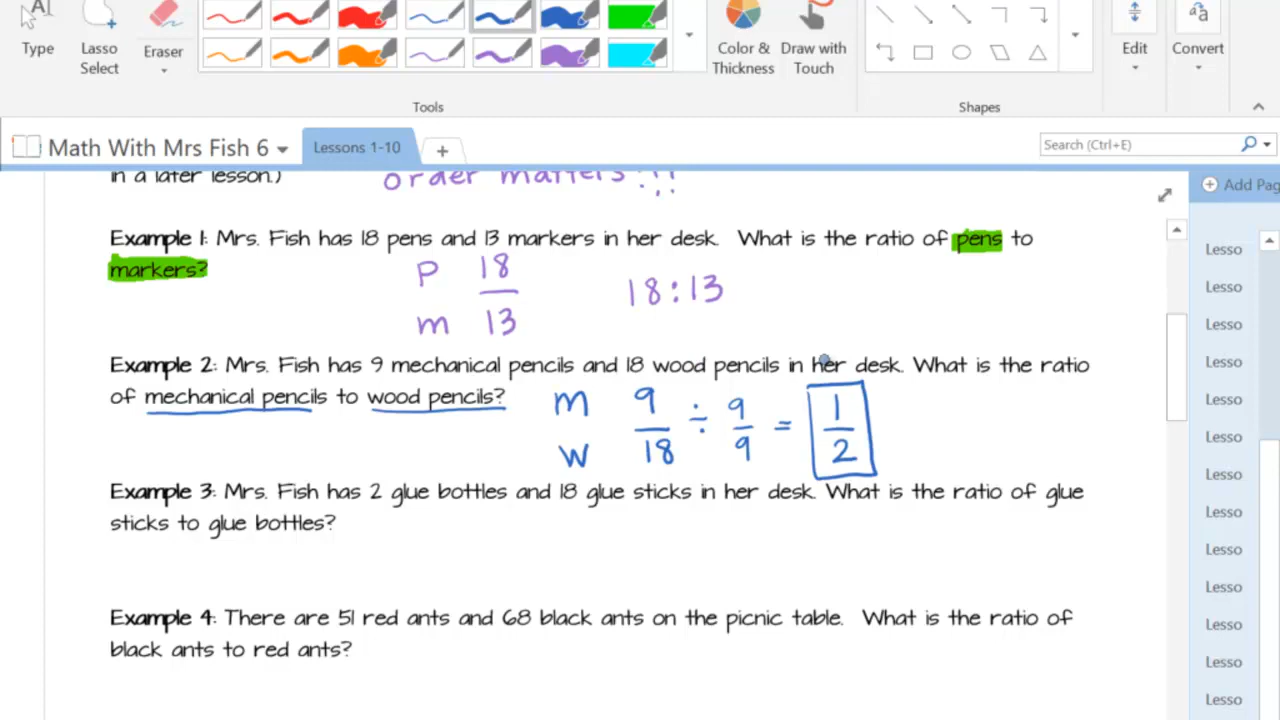 Type
Lasso
Select
Eraser
Color &
Thickness
Draw with
Touch
Edit
Convert
Tools
Shapes
Math With Mrs Fish 6
Lessons 1-10
+
Search (Ctrl+E)
in a later lesson.)
order matters!!!
Add Pag
Example 1: Mrs. Fish has 18 pens and 13 markers in her desk. What is the ratio of pens to
markers?
p 18
m 13
18:13
Example 2: Mrs. Fish has 9 mechanical pencils and 18 wood pencils in her desk. What is the ratio
of mechanical pencils to wood pencils?
m 9 ÷ 9 = 1
w 18 9 2
Example 3: Mrs. Fish has 2 glue bottles and 18 glue sticks in her desk. What is the ratio of glue
sticks to glue bottles?
Example 4: There are 51 red ants and 68 black ants on the picnic table. What is the ratio of
black ants to red ants?
Lesso
Lesso
Lesso
Lesso
Lesso
Lesso
Lesso
Lesso
Lesso
Lesso
Lesso
Lesso
Lesso